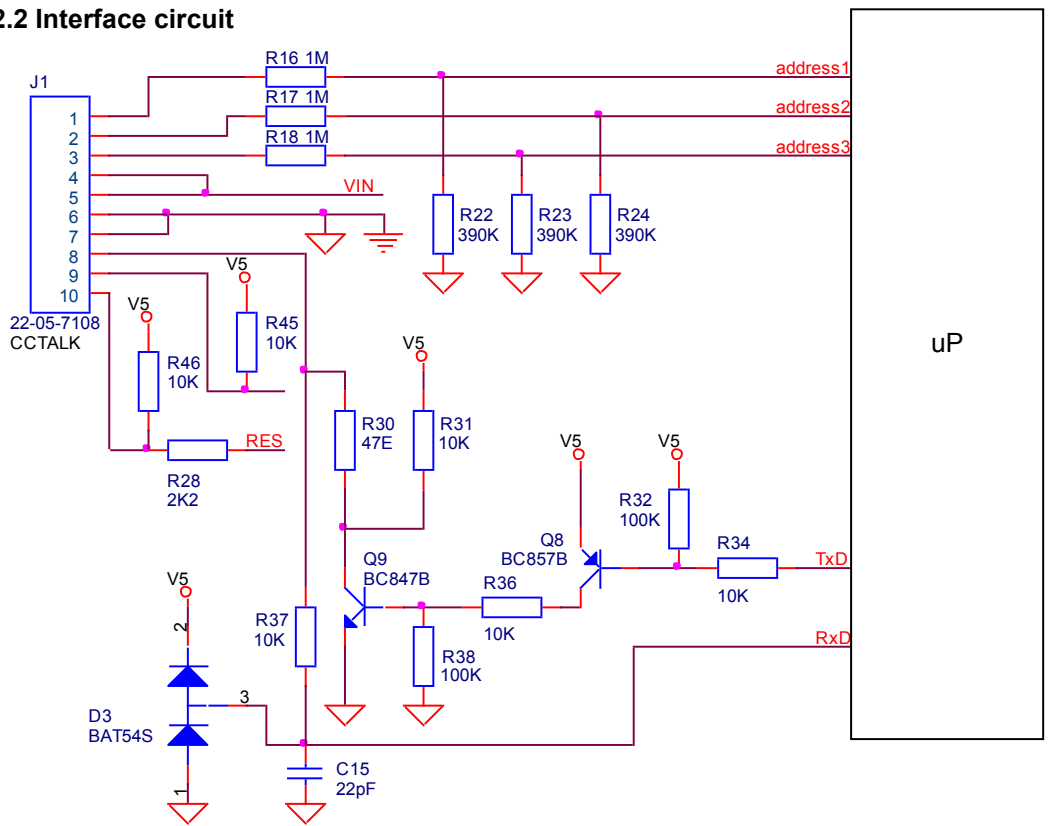 2.2 Interface circuit
J1
1
2
3
4
5
6
7
8
9
10
22-05-7108
CCTALK
R16 1M
R17 1M
R18 1M
address1
address2
address3
VIN
R22
390K
R23
390K
R24
390K
uP
V5
R45
10K
V5
R46
10K
RES
R28
2K2
V5
R30
47E
R31
10K
V5
V5
R32
100K
Q8
BC857B
R34
10K
TxD
Q9
BC847B
R36
10K
R38
100K
R37
10K
RxD
V5
2
3
D3
BAT54S
1
C15
22pF